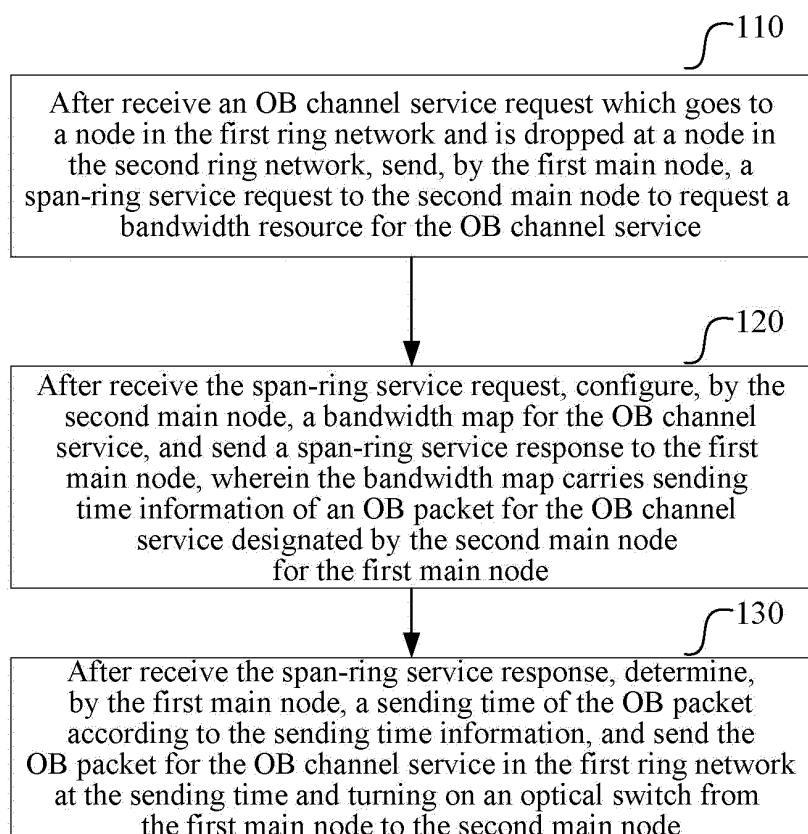 110
After receive an OB channel service request which goes to
a node in the first ring network and is dropped at a node in
the second ring network, send, by the first main node, a
span-ring service request to the second main node to request a
bandwidth resource for the OB channel service
120
After receive the span-ring service request, configure, by the
second main node, a bandwidth map for the OB channel
service, and send a span-ring service response to the first
main node, wherein the bandwidth map carries sending
time information of an OB packet for the OB channel
service designated by the second main node
for the first main node
130
After receive the span-ring service response, determine,
by the first main node, a sending time of the OB packet
according to the sending time information, and send the
OB packet for the OB channel service in the first ring network
at the sending time and turning on an optical switch from
the first main node to the second main node